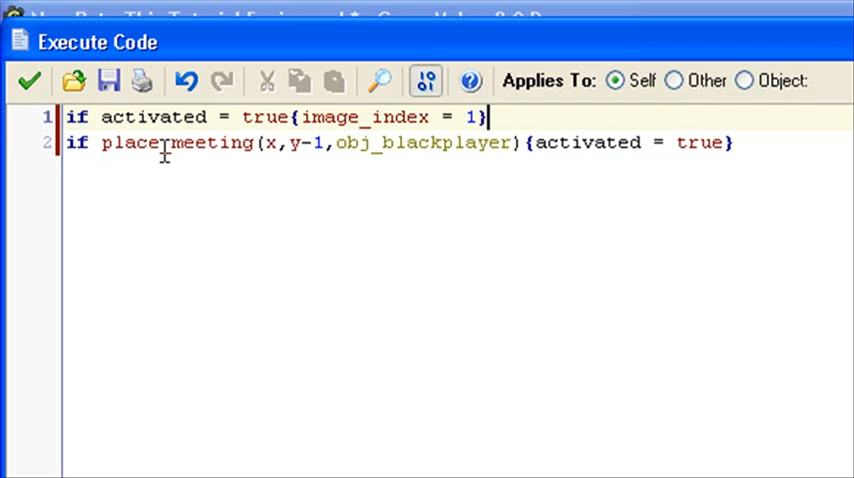 Execute Code
Applies To: Self Other Object:
1 if activated = true{image_index = 1}
2 if place_meeting(x,y-1,obj_blackplayer){activated = true}